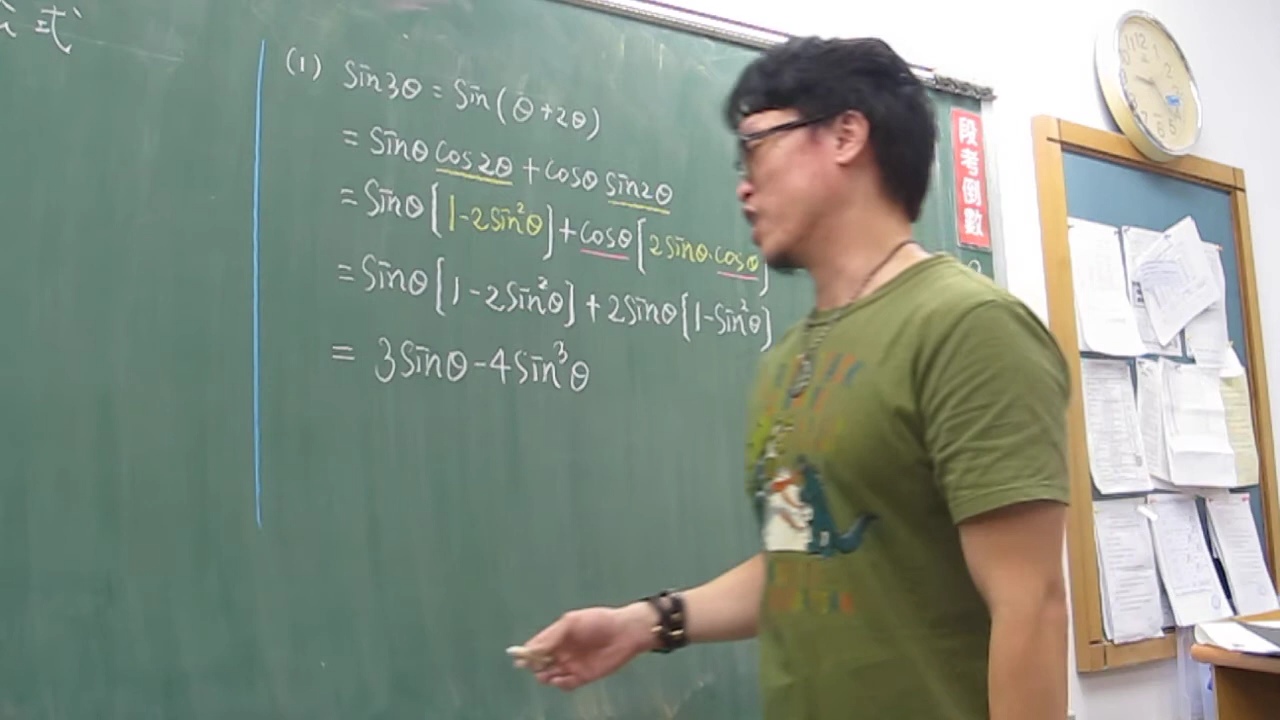 式
(1) sin3θ = sin(θ+2θ)
= sinθ cos2θ + cosθ sin2θ
= sinθ[1-2sin²θ]+cosθ[2sinθ·cosθ]
= sinθ[1-2sin²θ]+2sinθ[1-sin²θ]
= 3sinθ-4sin³θ
段考倒數